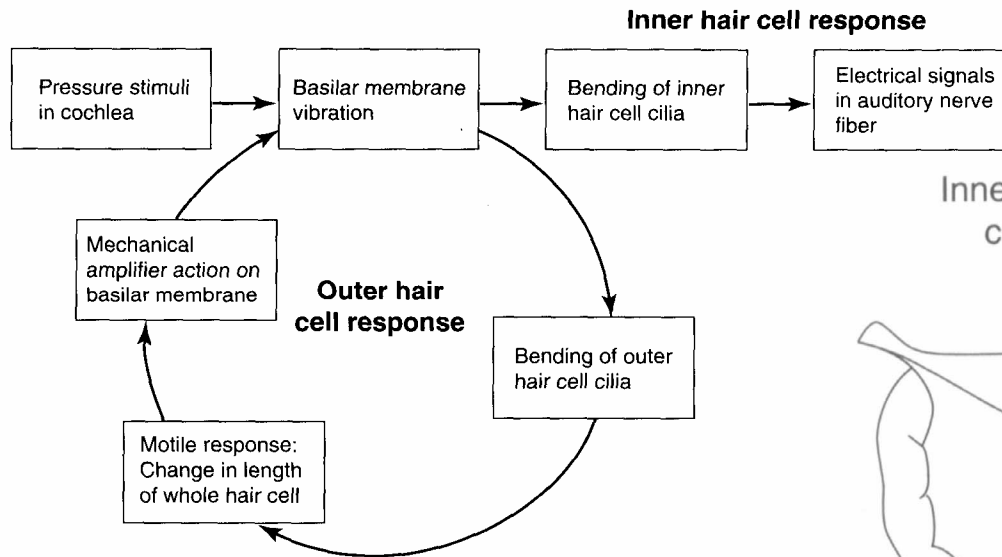 Inner hair cell response
Pressure stimuli
in cochlea
Basilar membrane
vibration
Bending of inner
hair cell cilia
Electrical signals
in auditory nerve
fiber
Inne
c
Mechanical
amplifier action on
basilar membrane
Outer hair
cell response
Bending of outer
hair cell cilia
Motile response:
Change in length
of whole hair cell